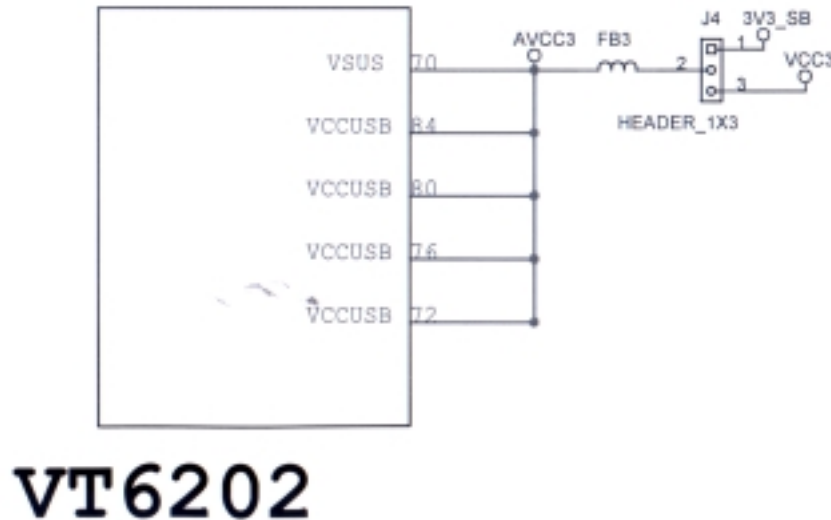 J4 3V3_SB
AVCC3 FB3 1 VCC3
VSUS 70 2
3
VCCUSB 84 HEADER_1X3
VCCUSB 80
VCCUSB 76
VCCUSB 72
VT6202